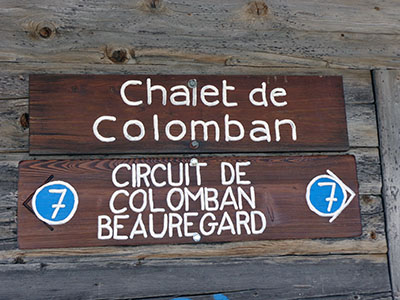 Chalet de
Colomban
CIRCUIT DE
7 COLOMBAN 7
BEAUREGARD